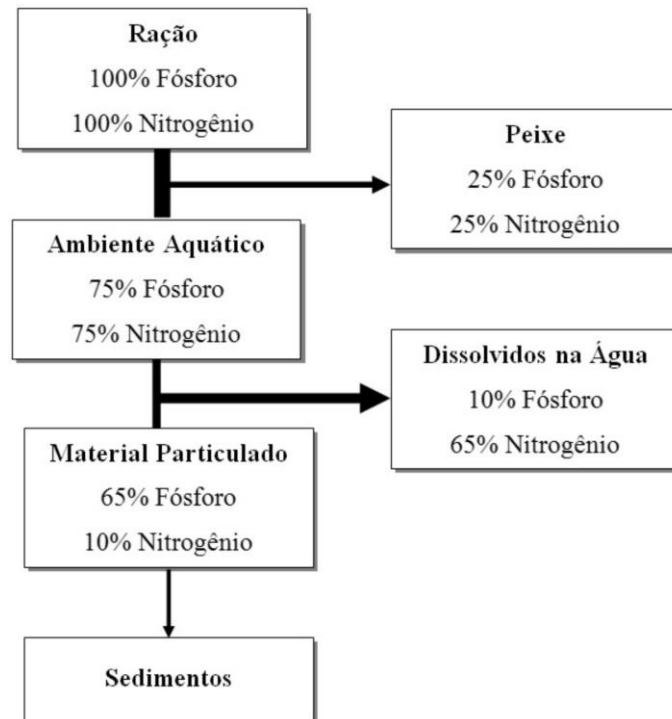 Ração
100% Fósforo
100% Nitrogênio
Peixe
25% Fósforo
25% Nitrogênio
Ambiente Aquático
75% Fósforo
75% Nitrogênio
Dissolvidos na Água
10% Fósforo
65% Nitrogênio
Material Particulado
65% Fósforo
10% Nitrogênio
Sedimentos